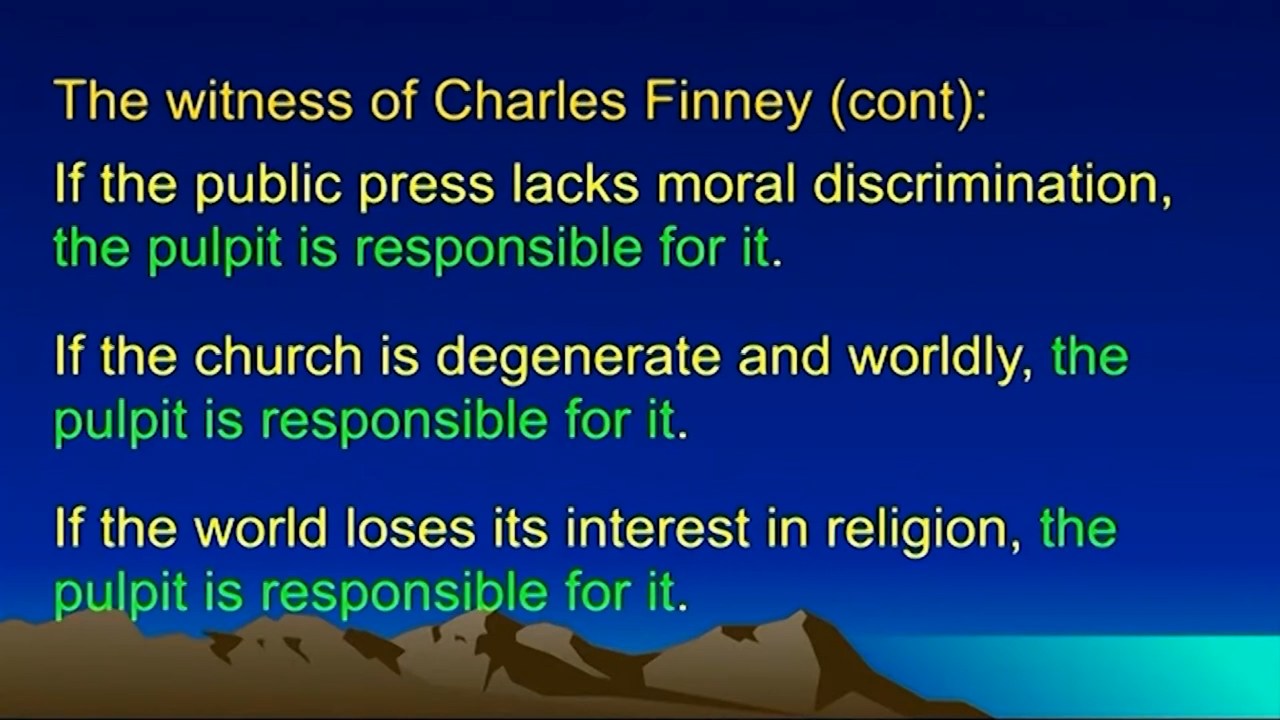 The witness of Charles Finney (cont):
If the public press lacks moral discrimination,
the pulpit is responsible for it.
If the church is degenerate and worldly, the
pulpit is responsible for it.
If the world loses its interest in religion, the
pulpit is responsible for it.